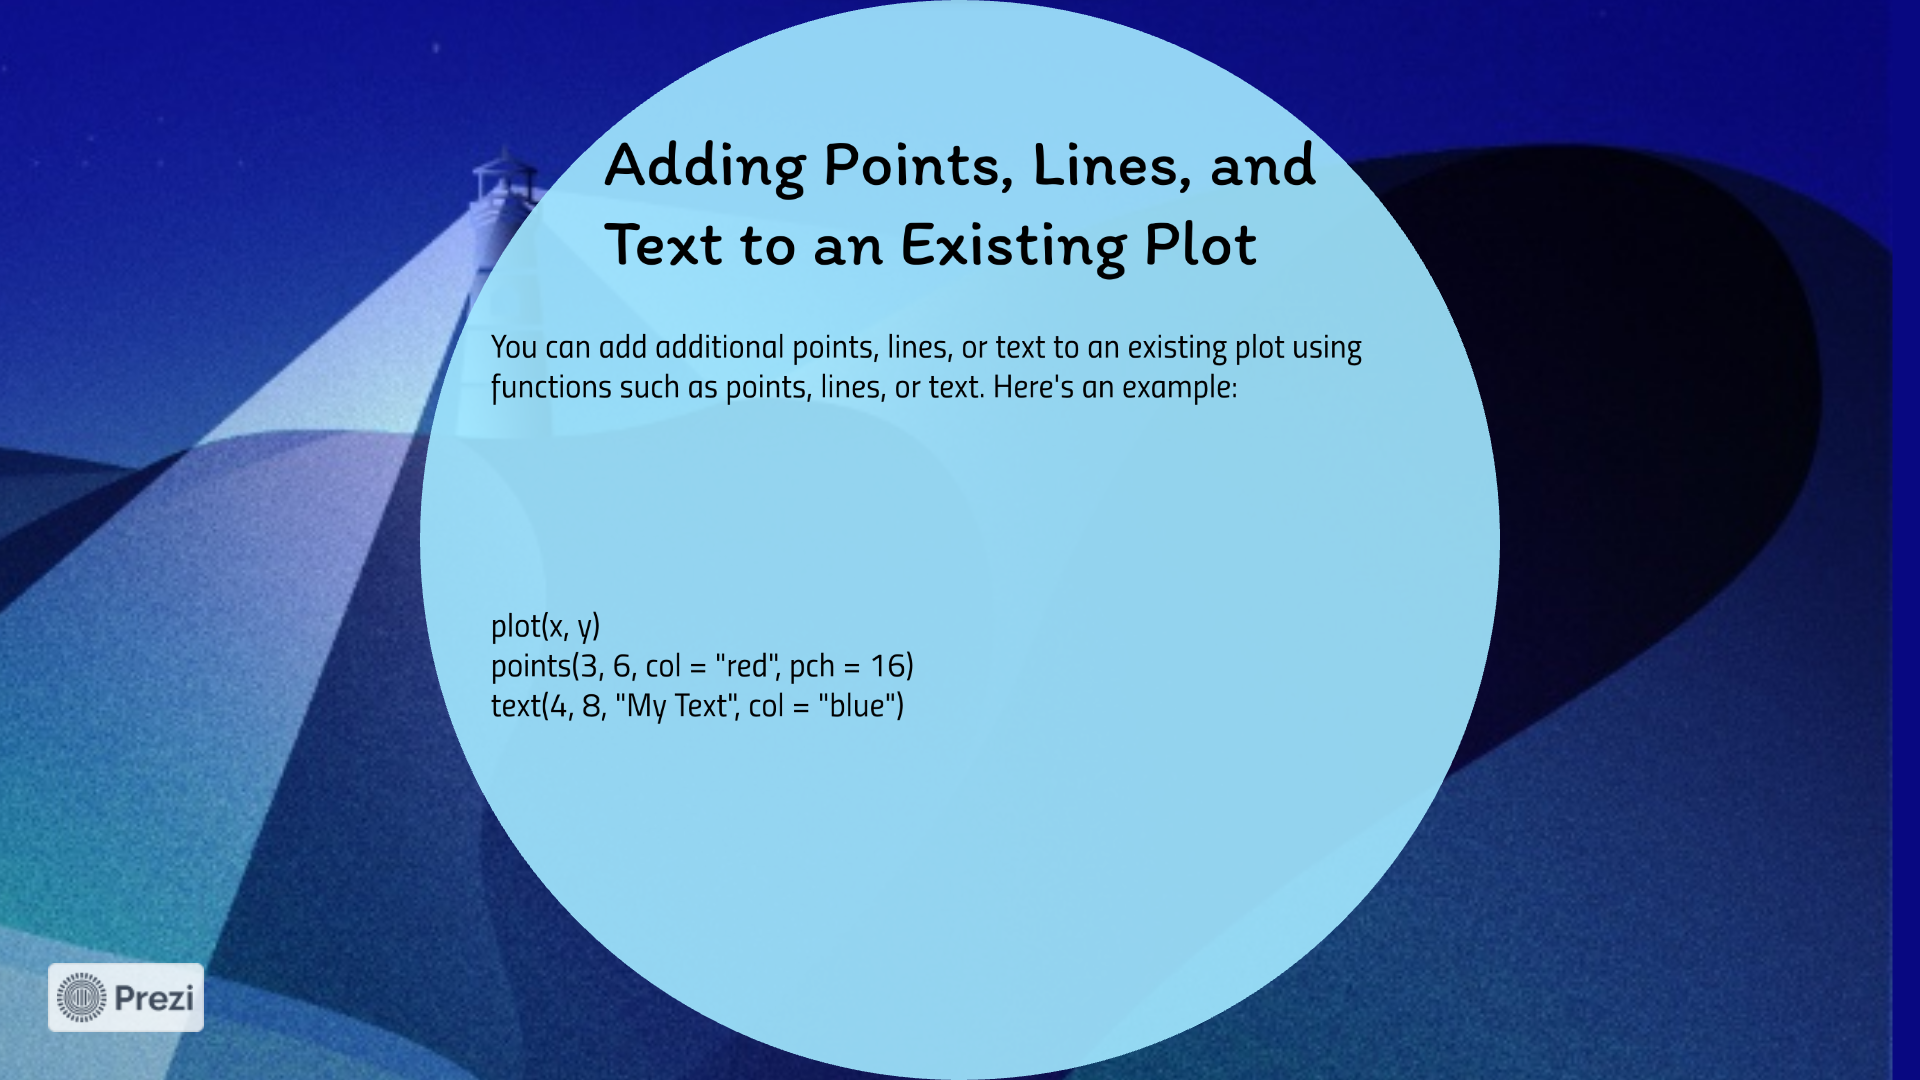 Adding Points, Lines, and
Text to an Existing Plot
You can add additional points, lines, or text to an existing plot using
functions such as points, lines, or text. Here's an example:
plot(x, y)
points(3, 6, col = "red", pch = 16)
text(4, 8, "My Text", col = "blue")
Prezi